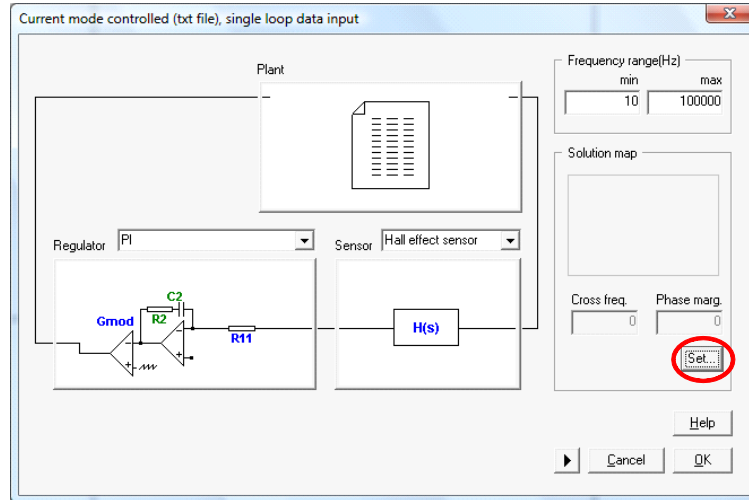 Current mode controlled (txt file), single loop data input
Plant
Frequency range(Hz)
min max
10 100000
Solution map
Regulator PI
Sensor Hall effect sensor
C2
R2
Gmod
R11
H(s)
Cross freq. Phase marg.
0 0
Set...
Help
Cancel OK